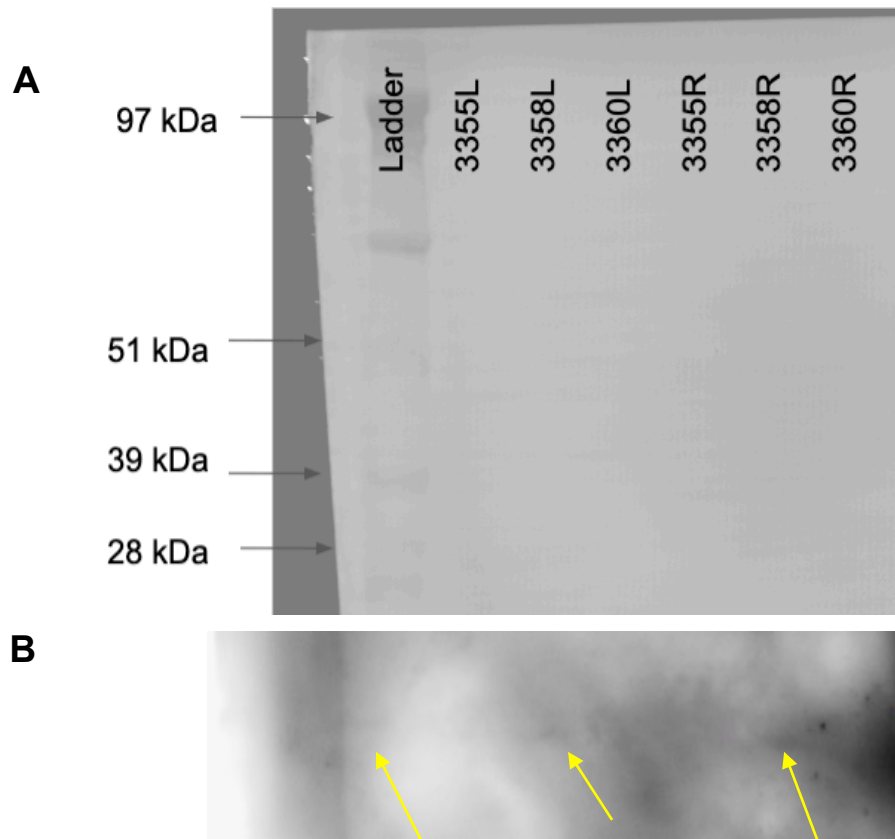 A
97 kDa
51 kDa
39 kDa
28 kDa
Ladder
3355L
3358L
3360L
3355R
3358R
3360R
B